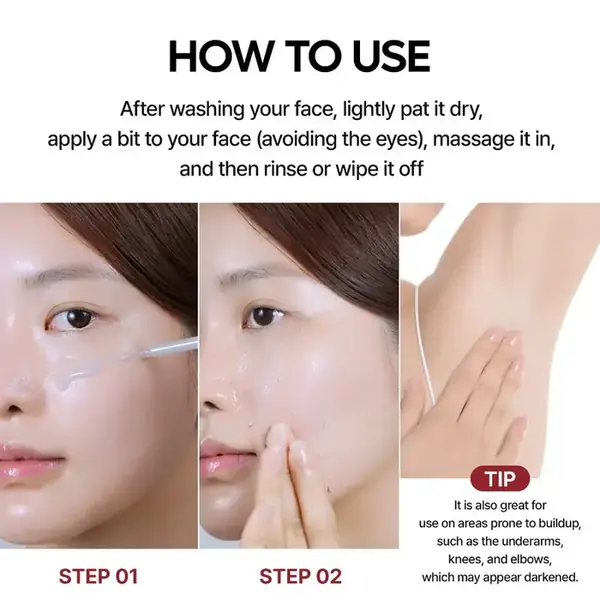 HOW TO USE
After washing your face, lightly pat it dry,
apply a bit to your face (avoiding the eyes), massage it in,
and then rinse or wipe it off
STEP 01
STEP 02
TIP
It is also great for
use on areas prone to buildup,
such as the underarms,
knees, and elbows,
which may appear darkened.